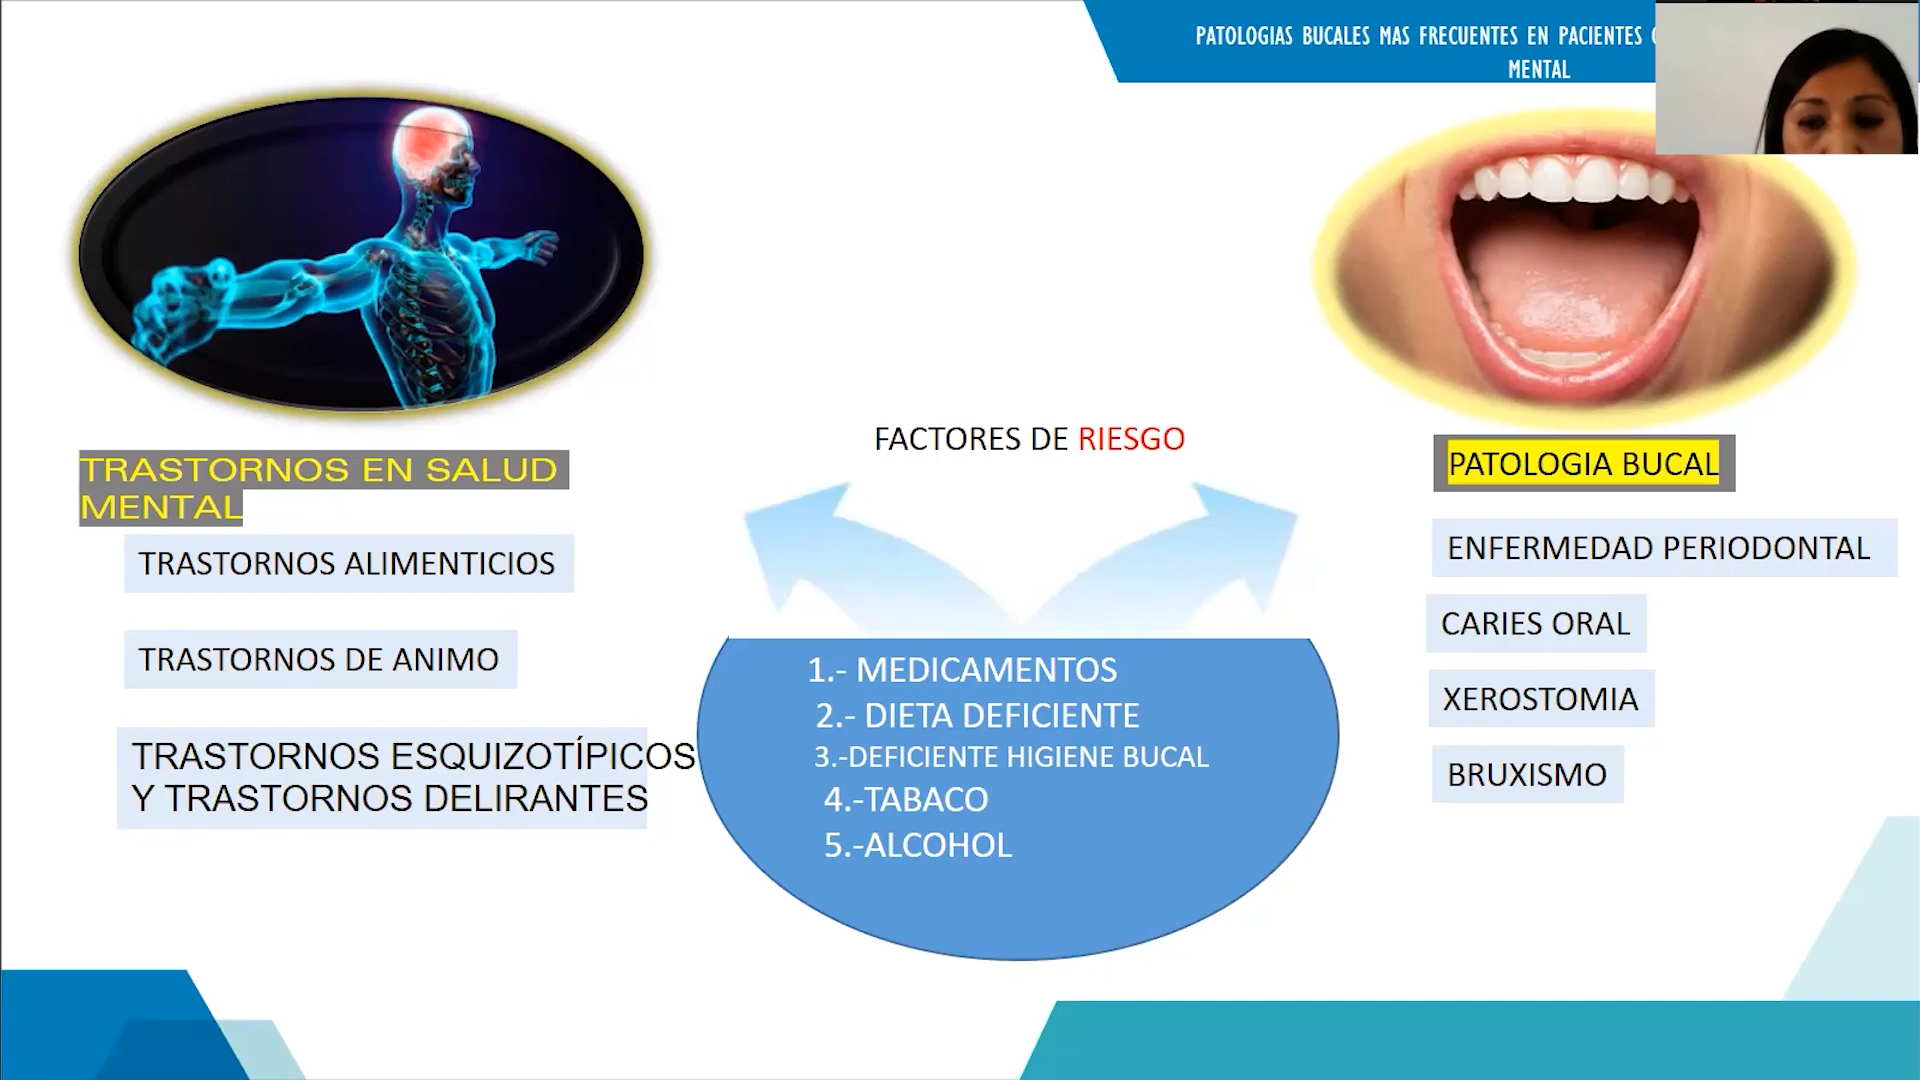 PATOLOGIAS BUCALES MAS FRECUENTES EN PACIENTES
MENTAL
TRASTORNOS EN SALUD
MENTAL
TRASTORNOS ALIMENTICIOS
TRASTORNOS DE ANIMO
TRASTORNOS ESQUIZOTÍPICOS
Y TRASTORNOS DELIRANTES
FACTORES DE RIESGO
1.- MEDICAMENTOS
2.- DIETA DEFICIENTE
3.-DEFICIENTE HIGIENE BUCAL
4.-TABACO
5.-ALCOHOL
PATOLOGIA BUCAL
ENFERMEDAD PERIODONTAL
CARIES ORAL
XEROSTOMIA
BRUXISMO